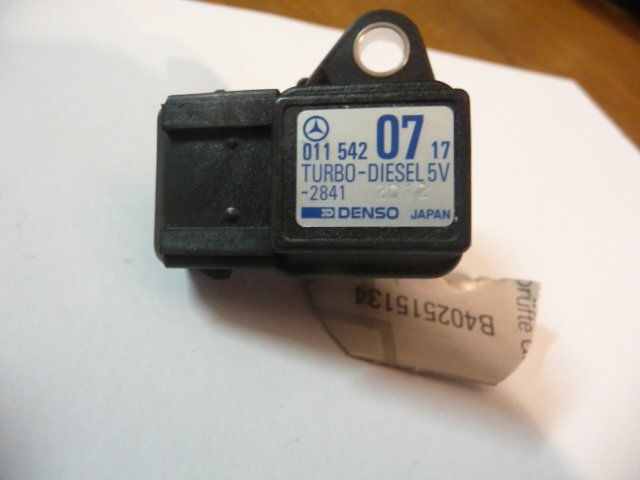 011 542 07 17
TURBO-DIESEL 5V
-2841 2D12
DENSO JAPAN
prüfte
B402515134